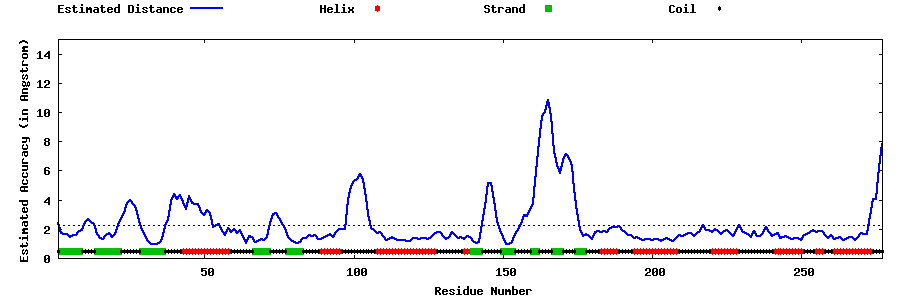 Estimated Distance Helix Strand Coil
Estimated Accuracy (in Angstrom)
14
12
10
8
6
4
2
0
50 100 150 200 250
Residue Number